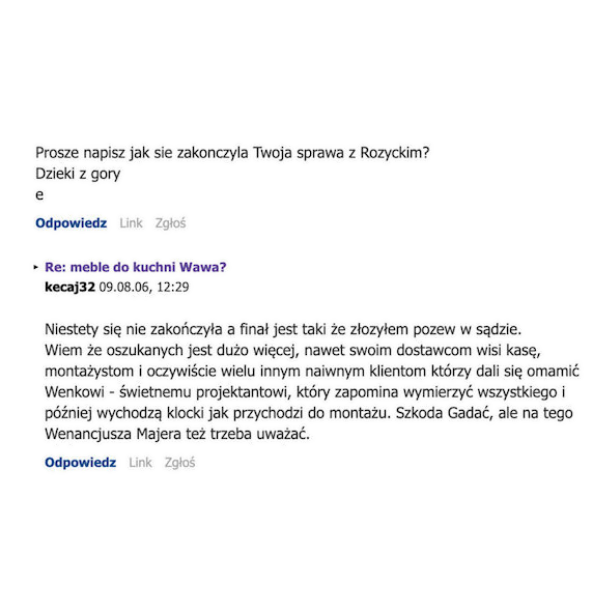 Prosze napisz jak sie zakonczyla Twoja sprawa z Rozyckim?
Dzieki z gory
e
Odpowiedz Link Zgłoś
Re: meble do kuchni Wawa?
kecaj32 09.08.06, 12:29
Niestety się nie zakończyła a finał jest taki że złozyłem pozew w sądzie.
Wiem że oszukanych jest dużo więcej, nawet swoim dostawcom wisi kasę,
montażystom i oczywiście wielu innym naiwnym klientom którzy dali się omamić
Wenkowi - świetnemu projektantowi, który zapomina wymierzyć wszystkiego i
później wychodzą klocki jak przychodzi do montażu. Szkoda Gadać, ale na tego
Wenancjusza Majera też trzeba uważać.
Odpowiedz Link Zgłoś